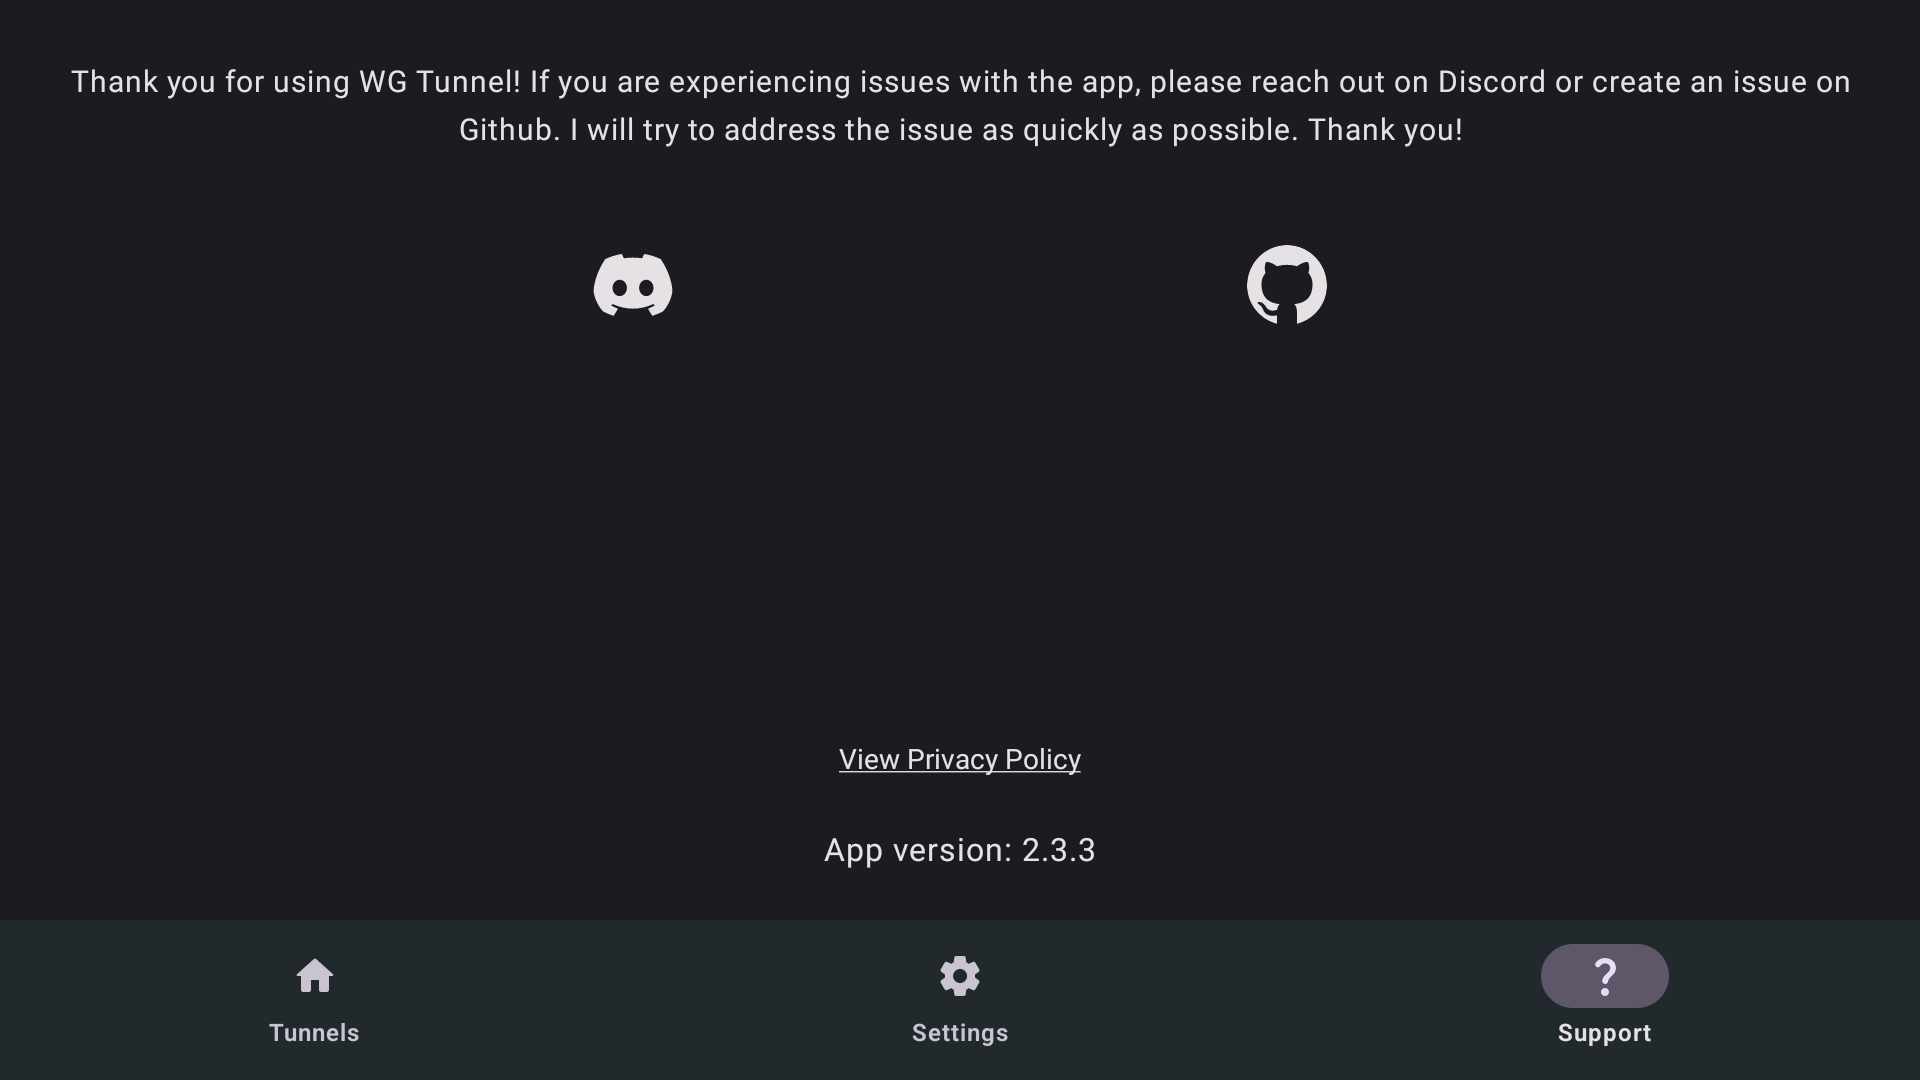 Thank you for using WG Tunnel! If you are experiencing issues with the app, please reach out on Discord or create an issue on
Github. I will try to address the issue as quickly as possible. Thank you!
View Privacy Policy
App version: 2.3.3
Tunnels
Settings
Support